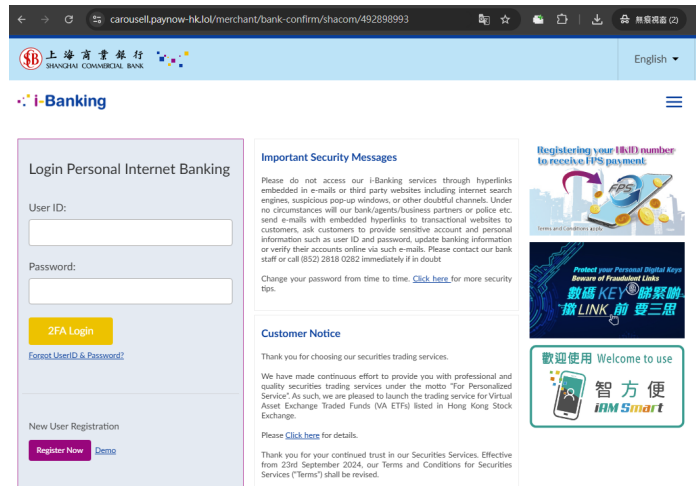 carousell.paynow-hk.lol/merchant/bank-confirm/shacom/492898993
無痕視窗 (2)
上海商業銀行
SHANGHAI COMMERCIAL BANK
English
i-Banking
Login Personal Internet Banking
User ID:
Password:
2FA Login
Forgot UserID & Password?
New User Registration
Register Now Demo
Important Security Messages
Please do not access our i-Banking services through hyperlinks
embedded in e-mails or third party websites including internet search
engines, suspicious pop-up windows, or other doubtful channels. Under
no circumstances will our bank/agents/business partners or police etc.
send e-mails with embedded hyperlinks to transactional websites to
customers, ask customers to provide sensitive account and personal
information such as user ID and password, update banking information
or verify their accounts online via such e-mails. Please contact our bank
staff or call (852) 2818 0282 immediately if in doubt
Change your password from time to time. Click here for more security
tips.
Customer Notice
Thank you for choosing our securities trading services.
We have made continuous effort to provide you with professional and
quality securities trading services under the motto "For Personalized
Service". As such, we are pleased to launch the trading service for Virtual
Asset Exchange Traded Funds (VA ETFs) listed in Hong Kong Stock
Exchange.
Please Click here for details.
Thank you for your continued trust in our Securities Services. Effective
from 23rd September 2024, our Terms and Conditions for Securities
Services ("Terms") shall be revised.
Registering your HKID number
to receive FPS payment
FPS
Terms and Conditions apply
Protect your Personal Digital Keys
Beware of Fraudulent Links
數碼 KEY 睇緊啲
撳 LINK 前 要三思
歡迎使用 Welcome to use
智方便
iAM Smart